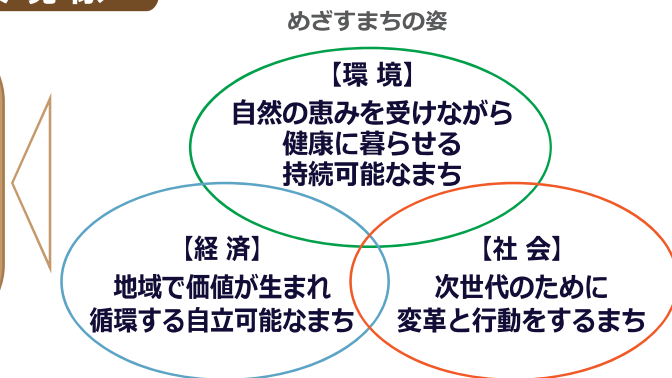 めざすまちの姿
【環 境】
自然の恵みを受けながら
健康に暮らせる
持続可能なまち
【経 済】
地域で価値が生まれ
循環する自立可能なまち
【社 会】
次世代のために
変革と行動をするまち